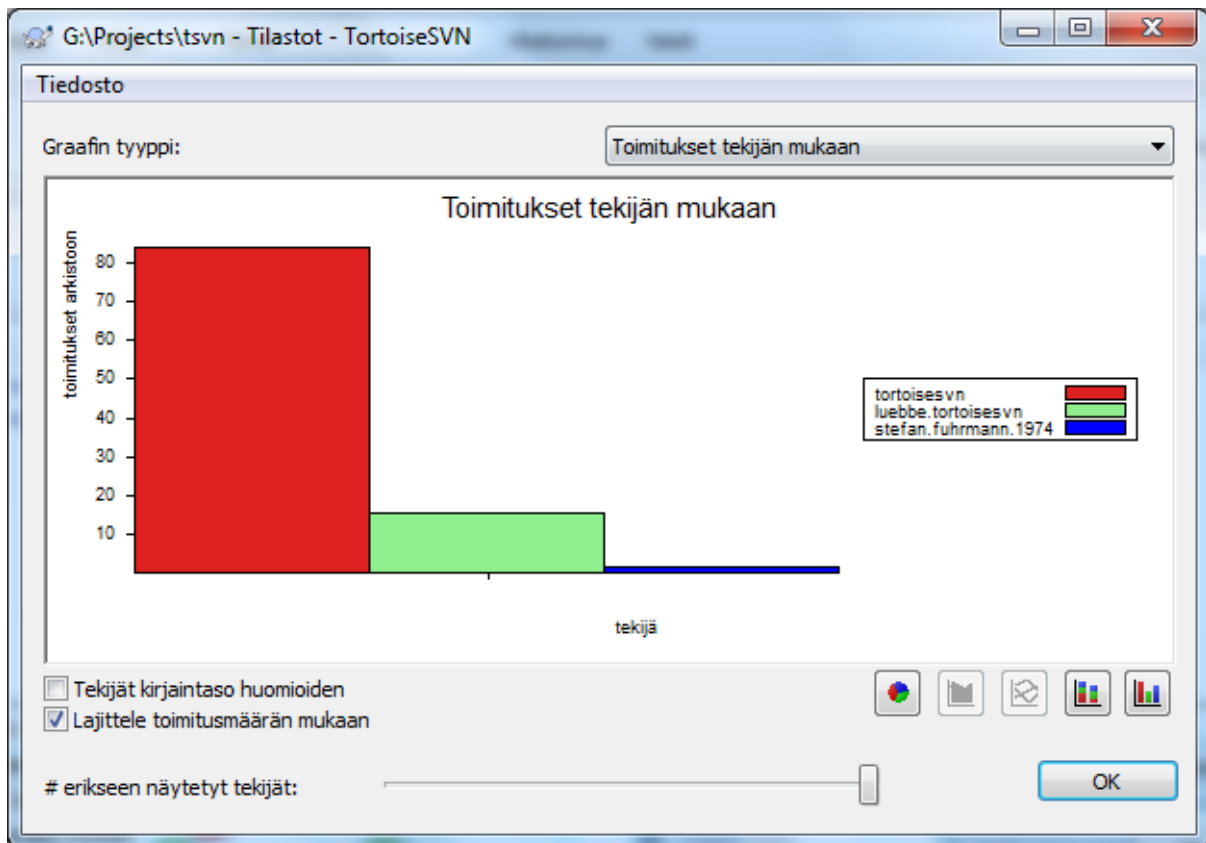 G:\Projects\tsvn - Tilastot - TortoiseSVN
Tiedosto
Graafin tyyppi:
Toimitukset tekijän mukaan
Toimitukset tekijän mukaan
toimitukset arkistoon
80
70
60
50
40
30
20
10
tortoisesvn
luebbe.tortoisesvn
stefan.fuhrmann.1974
tekijä
Tekijät kirjaintaso huomioiden
Lajittele toimitusmäärän mukaan
# erikseen näytetyt tekijät:
OK